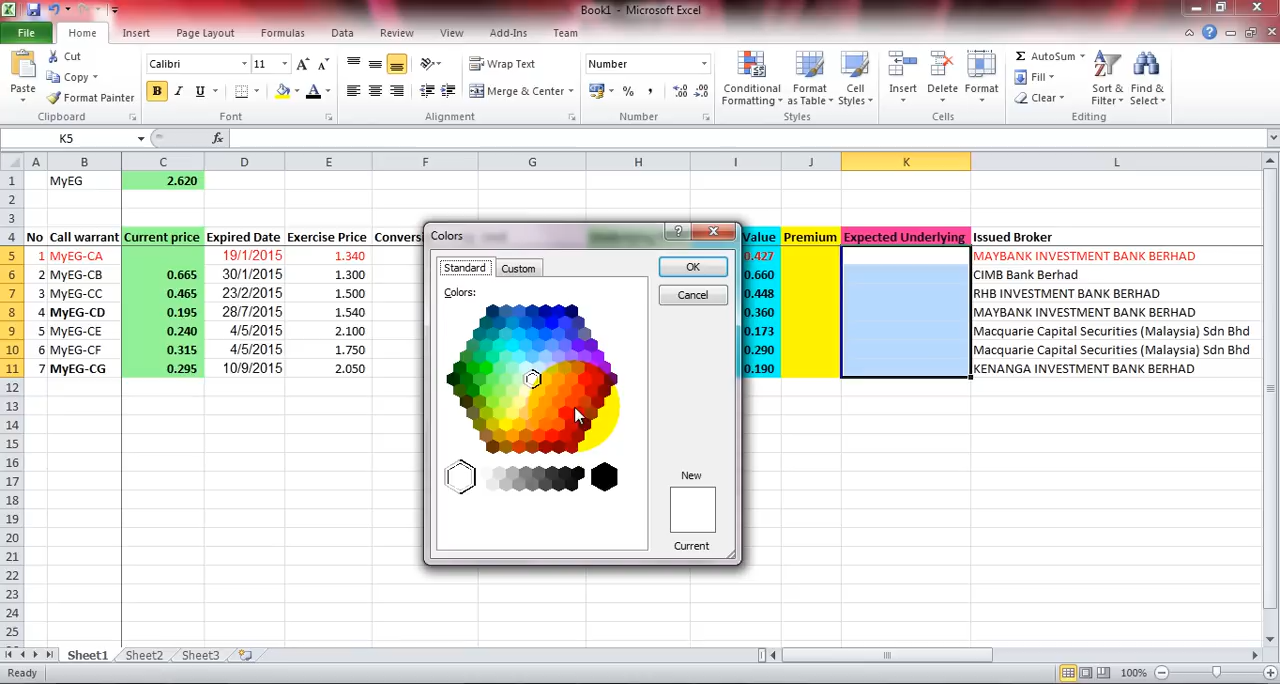 Book1 - Microsoft Excel
File Home Insert Page Layout Formulas Data Review View Add-Ins Team
Paste
Cut
Copy
Format Painter
Clipboard
Calibri 11
B I U A
Font
Wrap Text
Merge & Center
Alignment
Number
% ,
Number
Conditional Formatting
Format as Table
Cell Styles
Styles
Insert Delete Format
Cells
AutoSum
Fill
Clear
Sort & Filter
Find & Select
Editing
K5 fx
A B C D E F G H I J K L
1 MyEG 2.620
2
3
4 No Call warrant Current price Expired Date Exercise Price Value Premium Expected Underlying Issued Broker
5 1 MyEG-CA 19/1/2015 1.340 0.427 MAYBANK INVESTMENT BANK BERHAD
6 2 MyEG-CB 0.665 30/1/2015 1.300 0.660 CIMB Bank Berhad
7 3 MyEG-CC 0.465 23/2/2015 1.500 0.448 RHB INVESTMENT BANK BERHAD
8 4 MyEG-CD 0.195 28/7/2015 1.540 0.360 MAYBANK INVESTMENT BANK BERHAD
9 5 MyEG-CE 0.240 4/5/2015 2.100 0.173 Macquarie Capital Securities (Malaysia) Sdn Bhd
10 6 MyEG-CF 0.315 4/5/2015 1.750 0.290 Macquarie Capital Securities (Malaysia) Sdn Bhd
11 7 MyEG-CG 0.295 10/9/2015 2.050 0.190 KENANGA INVESTMENT BANK BERHAD
12
13
14
15
16
17
18
19
20
21
22
23
24
25
Colors
Standard Custom
Colors:
OK
Cancel
New
Current
Sheet1 Sheet2 Sheet3
Ready 100%